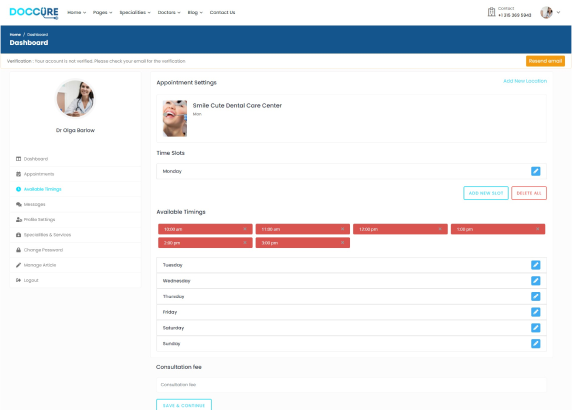 DOCCURE
Home Pages Specialities Doctors Blog Contact Us
Contact
+1 315 369 5943
Home / Dashboard
Dashboard
Verification : Your account is not verified. Please check your email for the verification
Resend email
Dr Olga Barlow
Dashboard
Appointments
Available Timings
Messages
Profile Settings
Specialities & Services
Change Password
Manage Article
Logout
Appointment Settings
Add New Location
Smile Cute Dental Care Center
Mon
Time Slots
Monday
ADD NEW SLOT DELETE ALL
Available Timings
10:00 am 11:00 am 12:00 pm 1:00 pm
2:00 pm 3:00 pm
Tuesday
Wednesday
Thursday
Friday
Saturday
Sunday
Consultation fee
Consultation fee
SAVE & CONTINUE